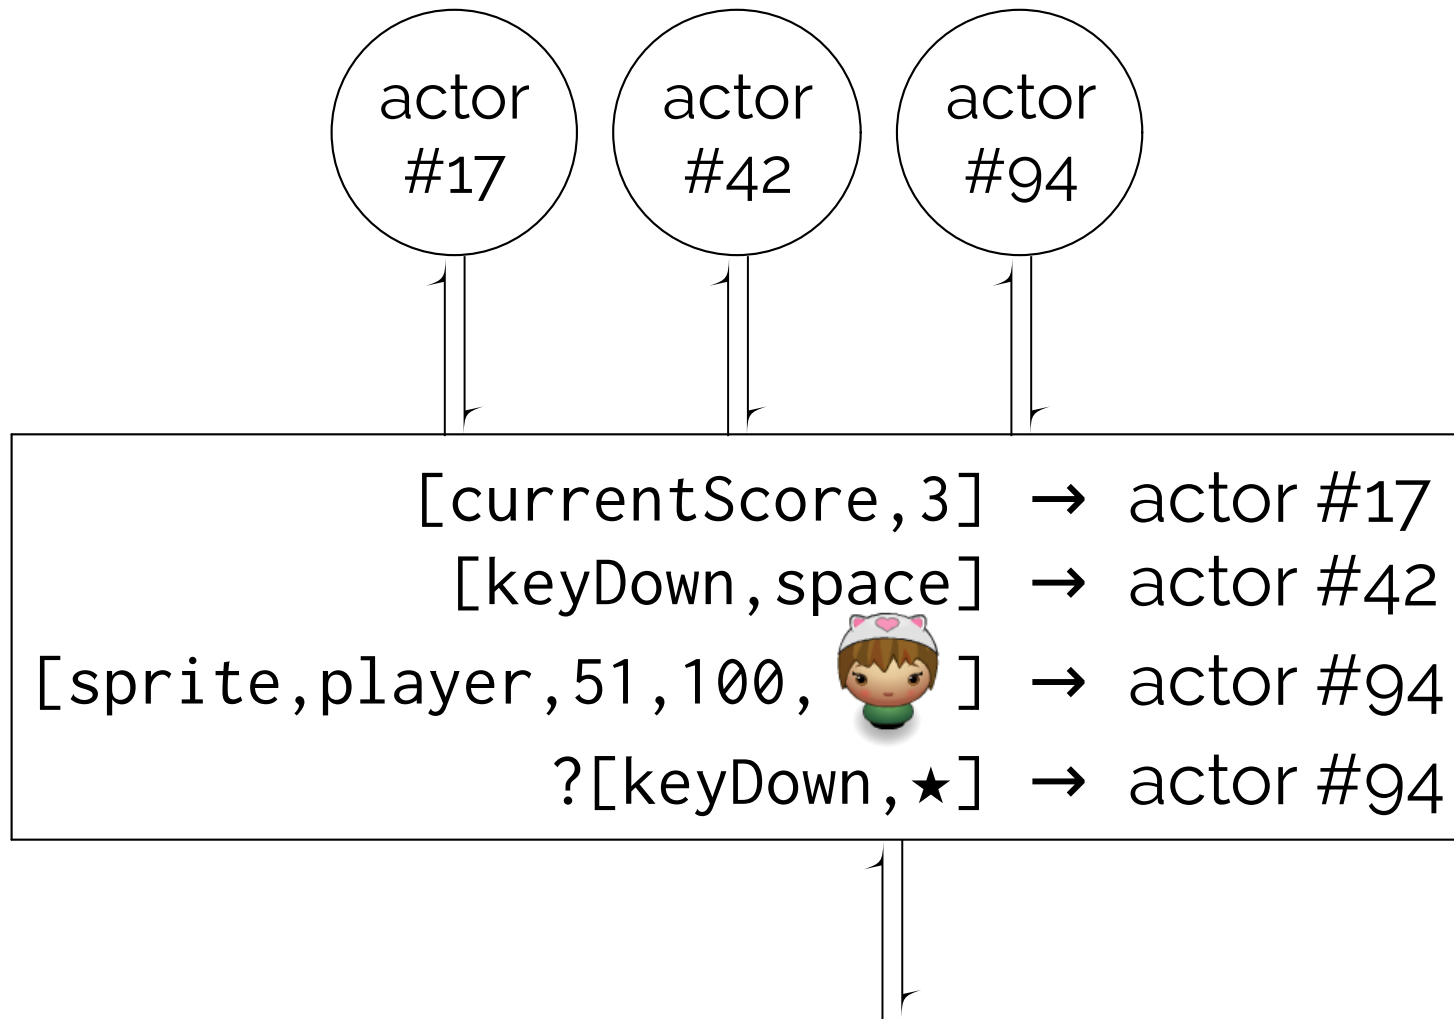 actor
#17
actor
#42
actor
#94
[currentScore,3] → actor #17
[keyDown,space] → actor #42
[sprite,player,51,100, ] → actor #94
?[keyDown,★] → actor #94